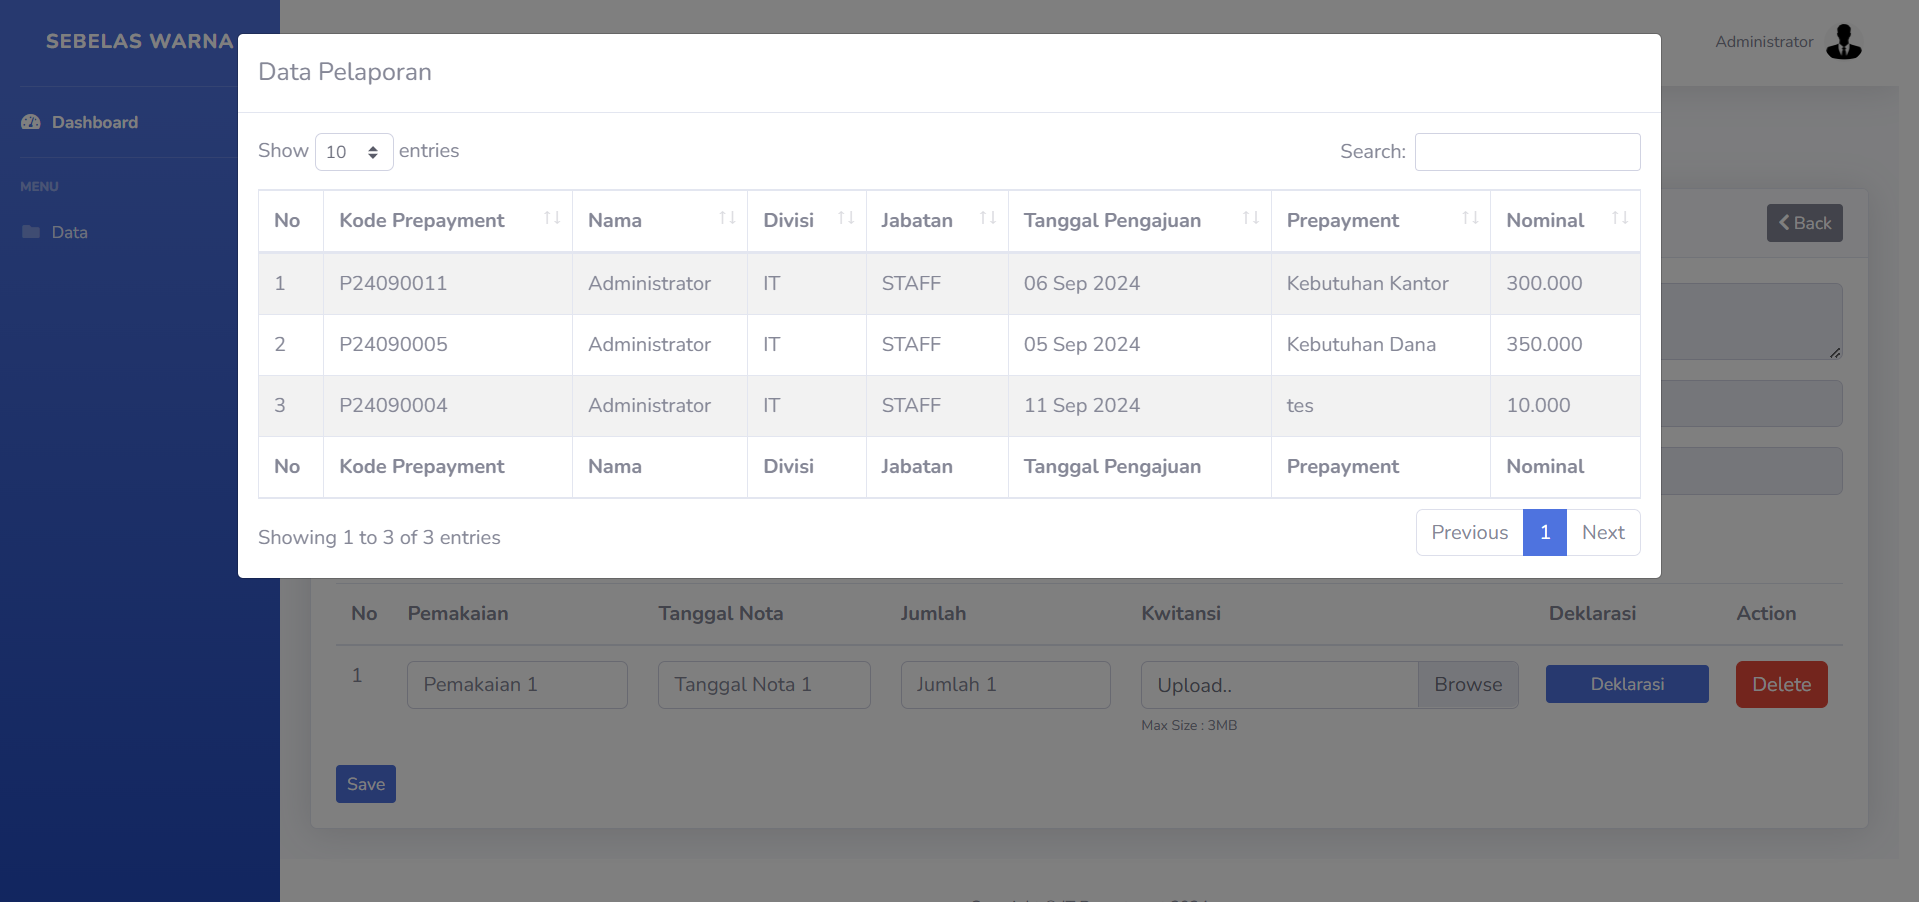 SEBELAS WARNA
Administrator
Dashboard
MENU
Data
Back
Data Pelaporan
Show 10 entries
Search:
No Kode Prepayment Nama Divisi Jabatan Tanggal Pengajuan Prepayment Nominal
1 P24090011 Administrator IT STAFF 06 Sep 2024 Kebutuhan Kantor 300.000
2 P24090005 Administrator IT STAFF 05 Sep 2024 Kebutuhan Dana 350.000
3 P24090004 Administrator IT STAFF 11 Sep 2024 tes 10.000
No Kode Prepayment Nama Divisi Jabatan Tanggal Pengajuan Prepayment Nominal
Showing 1 to 3 of 3 entries
Previous 1 Next
No Pemakaian Tanggal Nota Jumlah Kwitansi Deklarasi Action
1 Pemakaian 1 Tanggal Nota 1 Jumlah 1 Upload.. Browse Deklarasi Delete
Max Size : 3MB
Save